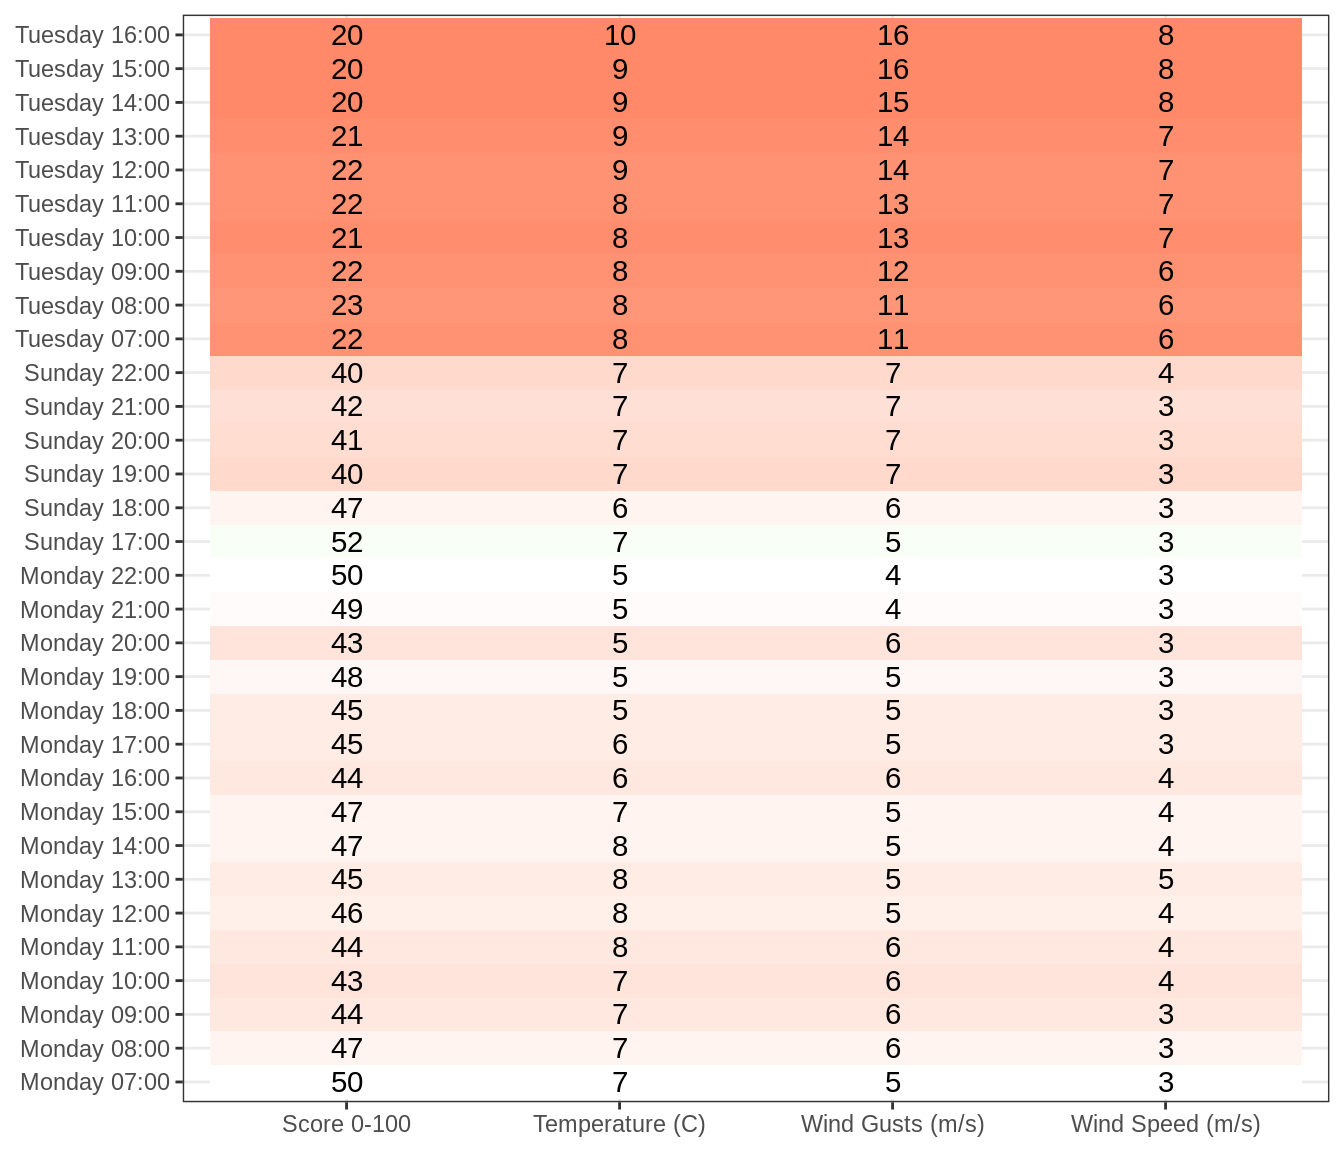 Tuesday 16:00 20 10 16 8
Tuesday 15:00 20 9 16 8
Tuesday 14:00 20 9 15 8
Tuesday 13:00 21 9 14 7
Tuesday 12:00 22 9 14 7
Tuesday 11:00 22 8 13 7
Tuesday 10:00 21 8 13 7
Tuesday 09:00 22 8 12 6
Tuesday 08:00 23 8 11 6
Tuesday 07:00 22 8 11 6
Sunday 22:00 40 7 7 4
Sunday 21:00 42 7 7 3
Sunday 20:00 41 7 7 3
Sunday 19:00 40 7 7 3
Sunday 18:00 47 6 6 3
Sunday 17:00 52 7 5 3
Monday 22:00 50 5 4 3
Monday 21:00 49 5 4 3
Monday 20:00 43 5 6 3
Monday 19:00 48 5 5 3
Monday 18:00 45 5 5 3
Monday 17:00 45 6 5 3
Monday 16:00 44 6 6 4
Monday 15:00 47 7 5 4
Monday 14:00 47 8 5 4
Monday 13:00 45 8 5 5
Monday 12:00 46 8 5 4
Monday 11:00 44 8 6 4
Monday 10:00 43 7 6 4
Monday 09:00 44 7 6 3
Monday 08:00 47 7 6 3
Monday 07:00 50 7 5 3
Score 0-100 Temperature (C) Wind Gusts (m/s) Wind Speed (m/s)